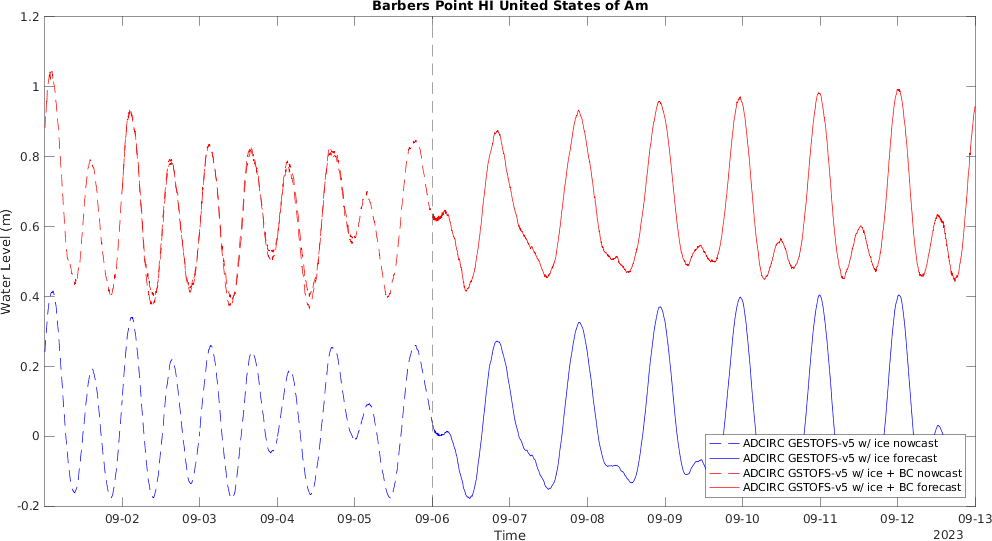 Barbers Point HI United States of Am
1.2
1
0.8
0.6
0.4
0.2
0
-0.2
Water Level (m)
ADCIRC GESTOFS-v5 w/ ice nowcast
ADCIRC GESTOFS-v5 w/ ice forecast
ADCIRC GSTOFS-v5 w/ ice + BC nowcast
ADCIRC GSTOFS-v5 w/ ice + BC forecast
09-02 09-03 09-04 09-05 09-06 09-07 09-08 09-09 09-10 09-11 09-12 09-13
Time
2023